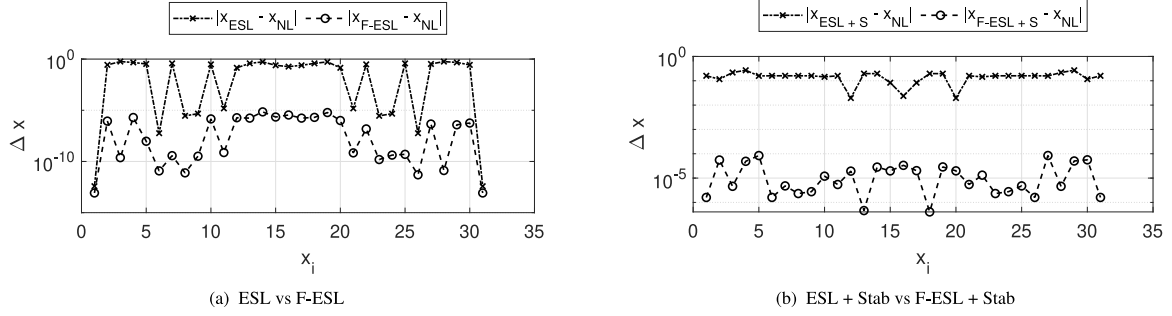 |x_ESL - x_NL| |x_F-ESL - x_NL|
10^0
10^-10
Δ x
0 5 10 15 20 25 30 35
x_i
(a) ESL vs F-ESL
|x_ESL + S - x_NL| |x_F-ESL + S - x_NL|
10^0
10^-5
Δ x
0 5 10 15 20 25 30 35
x_i
(b) ESL + Stab vs F-ESL + Stab